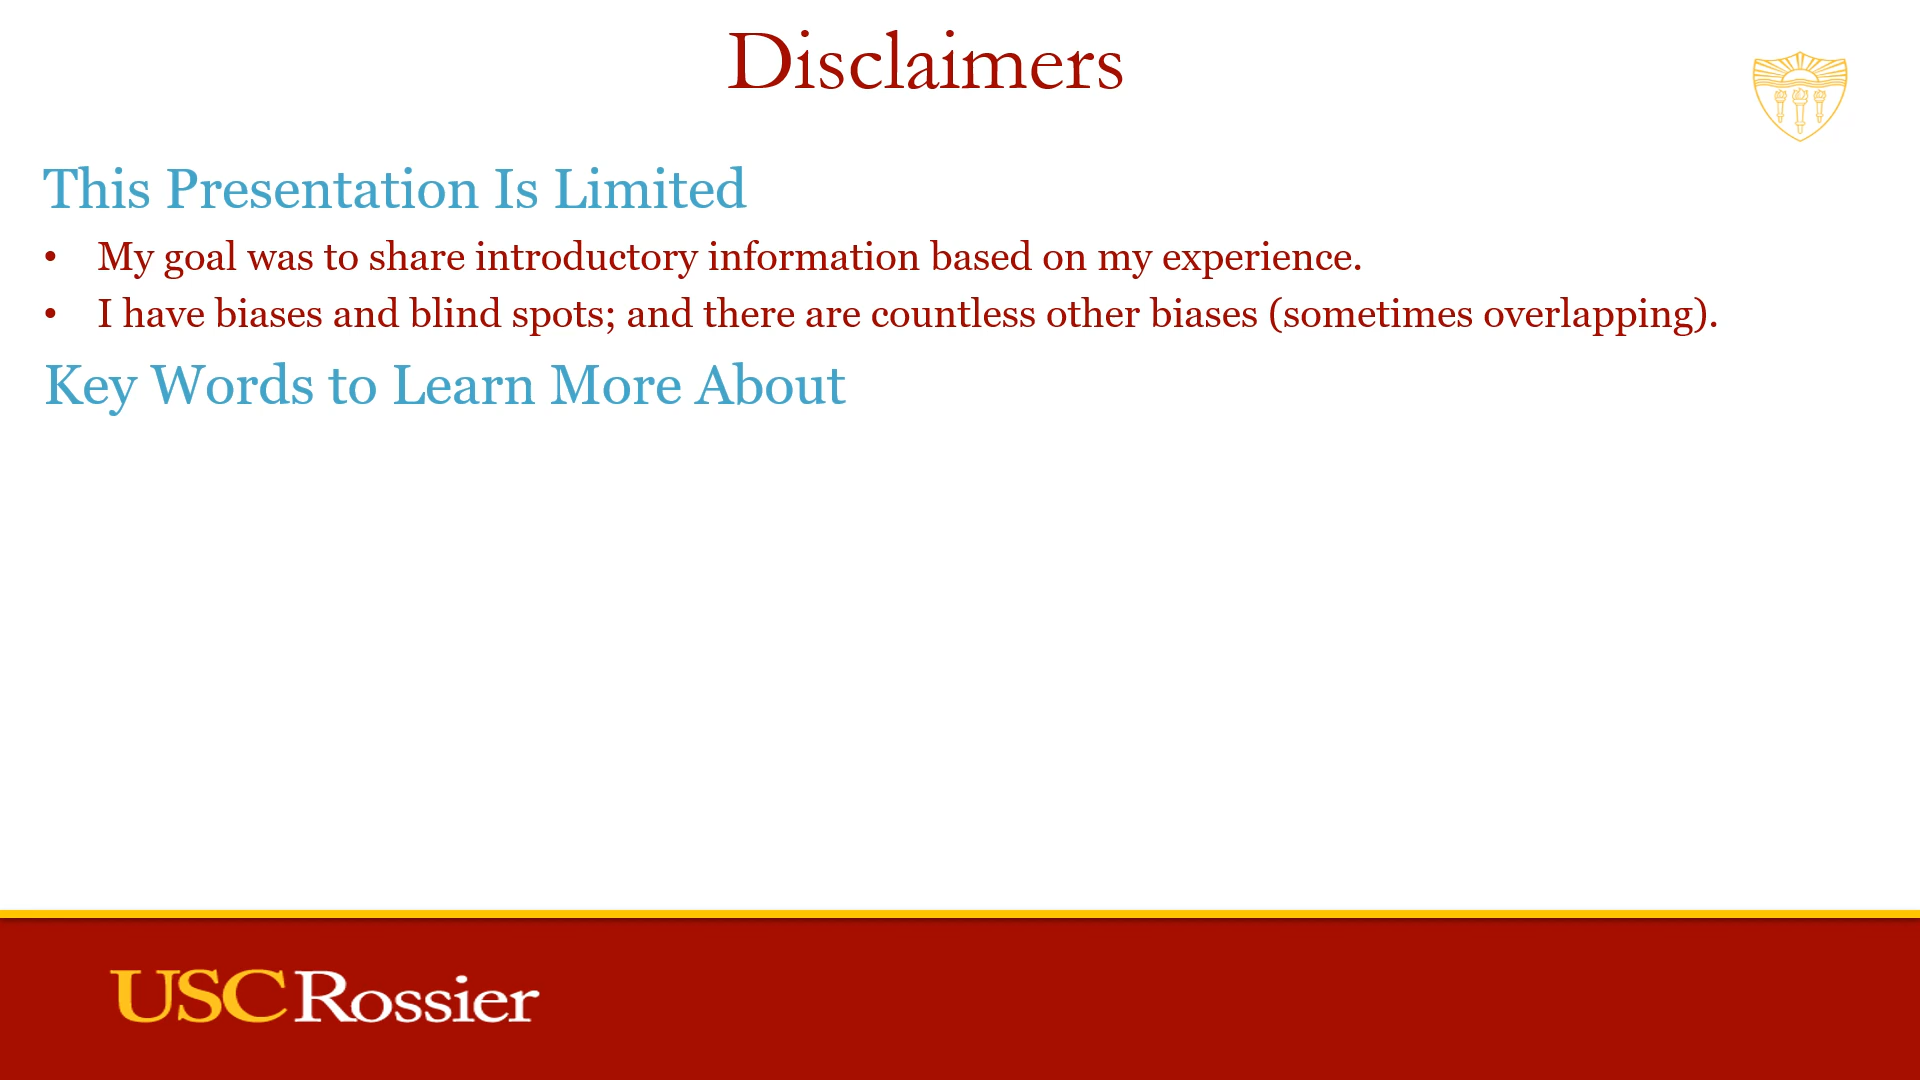 Disclaimers
This Presentation Is Limited
• My goal was to share introductory information based on my experience.
• I have biases and blind spots; and there are countless other biases (sometimes overlapping).
Key Words to Learn More About
USC Rossier